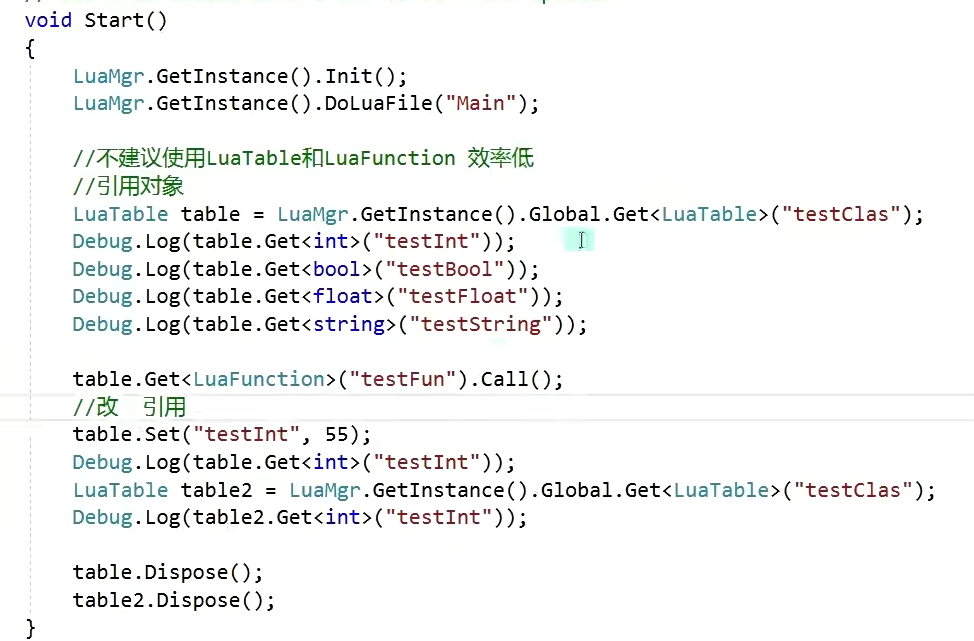 void Start()
{
LuaMgr.GetInstance().Init();
LuaMgr.GetInstance().DoLuaFile("Main");
//不建议使用LuaTable和LuaFunction 效率低
//引用对象
LuaTable table = LuaMgr.GetInstance().Global.Get<LuaTable>("testClas");
Debug.Log(table.Get<int>("testInt"));
Debug.Log(table.Get<bool>("testBool"));
Debug.Log(table.Get<float>("testFloat"));
Debug.Log(table.Get<string>("testString"));
table.Get<LuaFunction>("testFun").Call();
//改  引用
table.Set("testInt", 55);
Debug.Log(table.Get<int>("testInt"));
LuaTable table2 = LuaMgr.GetInstance().Global.Get<LuaTable>("testClas");
Debug.Log(table2.Get<int>("testInt"));
table.Dispose();
table2.Dispose();
}